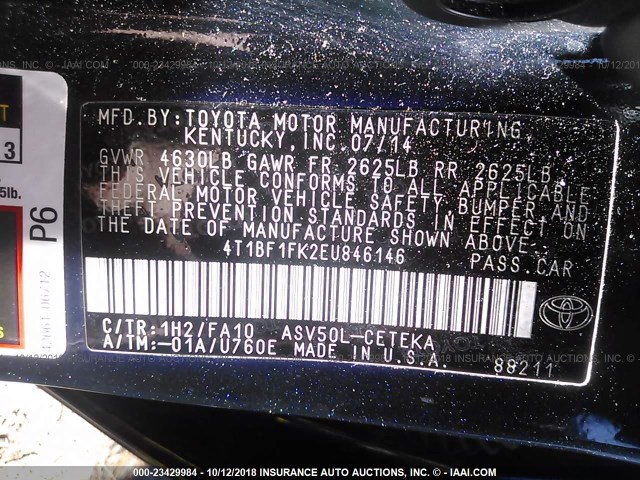 MFD.BY:TOYOTA MOTOR MANUFACTURING,
KENTUCKY,INC 07/14
GVWR 4630LB GAWR FR 2625LB RR 2625LB
THIS VEHICLE CONFORMS TO ALL APPLICABLE
FEDERAL MOTOR VEHICLE SAFETY, BUMPER AND
THEFT PREVENTION STANDARDS IN EFFECT ON
THE DATE OF MANUFACTURE SHOWN ABOVE.
4T1BF1FK2EU846146 PASS.CAR
C/TR:1H2/FA10 ASV50L-CETEKA
A/TM:-01A/U760E MADE IN U.S.A.
88211
3
5lb.
P6
000-23429984 - 10/12/2018 INSURANCE AUTO AUCTIONS, INC. - © IAAI.COM